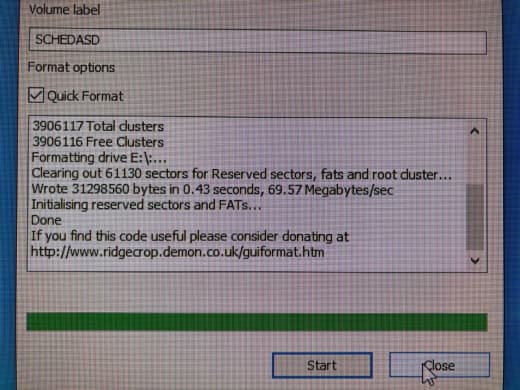 Volume label
SCHEDASD
Format options
Quick Format
3906117 Total clusters
3906116 Free Clusters
Formatting drive E:\:...
Clearing out 61130 sectors for Reserved sectors, fats and root cluster...
Wrote 31298560 bytes in 0.43 seconds, 69.57 Megabytes/sec
Initialising reserved sectors and FATs...
Done
If you find this code useful please consider donating at
http://www.ridgecrop.demon.co.uk/guiformat.htm
Start
Close